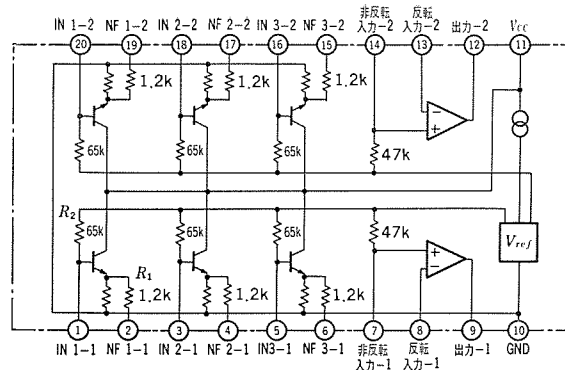 IN 1-2 NF 1-2 IN 2-2 NF 2-2 IN 3-2 NF 3-2 非反転 反転 出力-2 Vcc
入力-2 入力-2
20 19 18 17 16 15 14 13 12 11
1.2k 1.2k 1.2k
65k 65k 65k 47k
R2 65k 65k 65k 47k
Vref
R1
1.2k 1.2k 1.2k
1 2 3 4 5 6 7 8 9 10
IN 1-1 NF 1-1 IN 2-1 NF 2-1 IN3-1 NF 3-1 非反転 反転 出力-1 GND
入力-1 入力-1